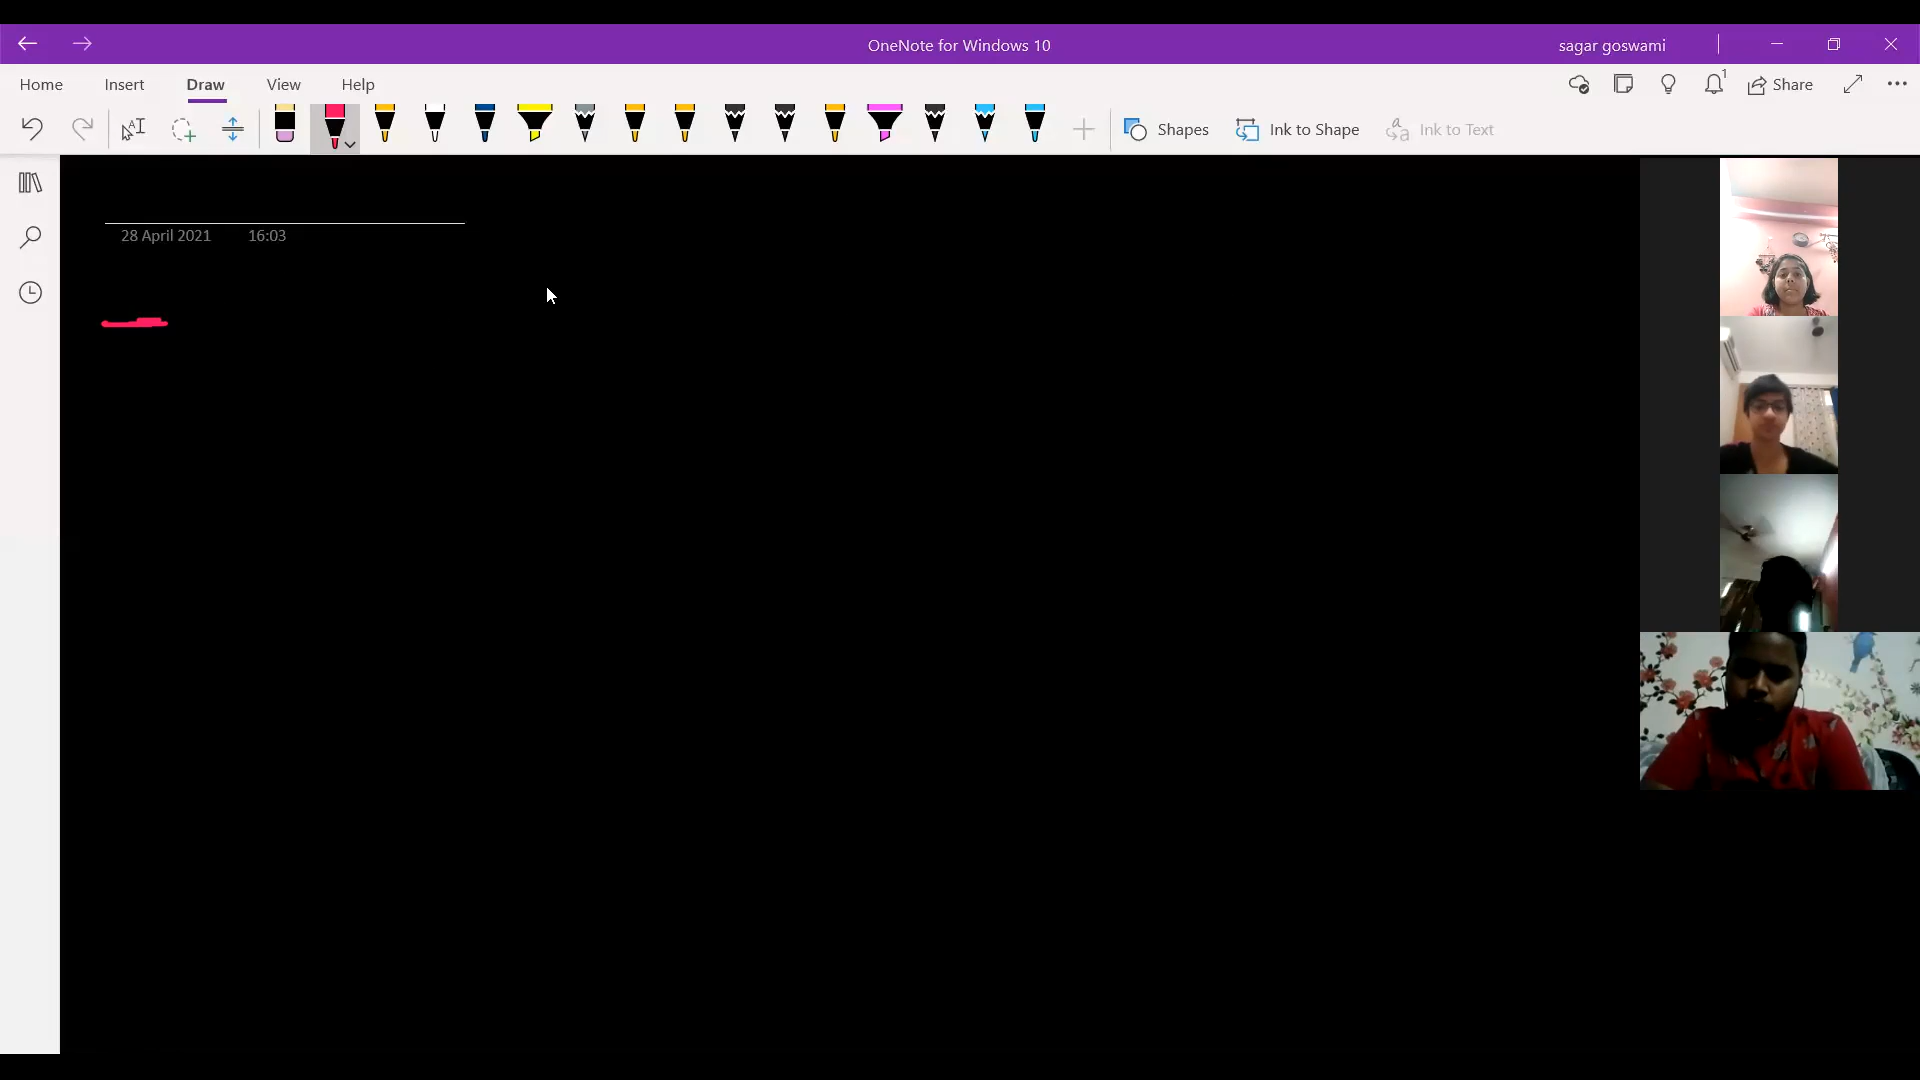 OneNote for Windows 10
sagar goswami
Home Insert Draw View Help
1
Share
Shapes
Ink to Shape
Ink to Text
28 April 2021 16:03